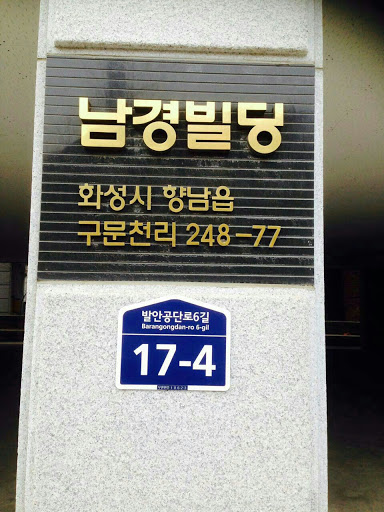 남경빌딩
화성시 향남읍
구문천리 248-77
발안공단로6길
Barangongdan-ro 6-gil
17-4